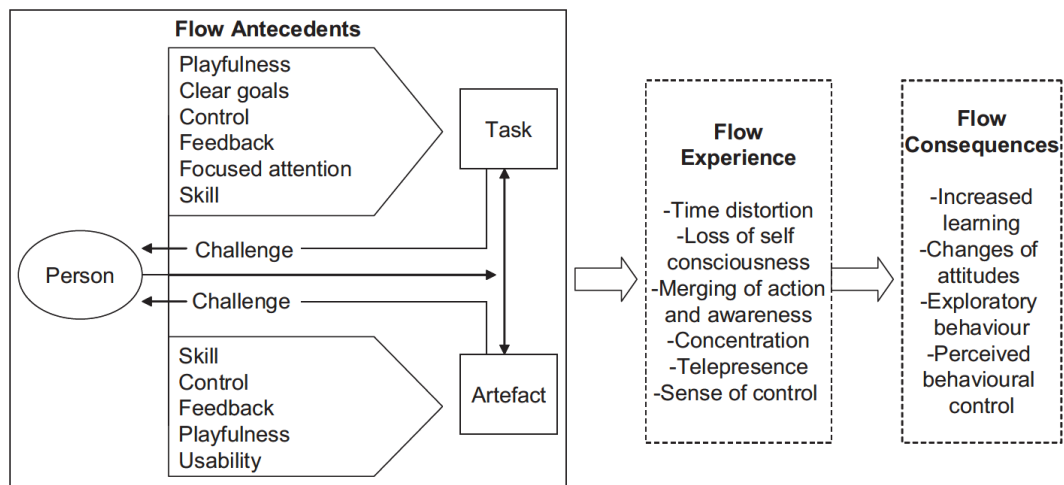 Flow Antecedents
Playfulness
Clear goals
Control
Feedback
Focused attention
Skill
Task
Challenge
Person
Challenge
Skill
Control
Feedback
Playfulness
Usability
Artefact
Flow
Experience
-Time distortion
-Loss of self
consciousness
-Merging of action
and awareness
-Concentration
-Telepresence
-Sense of control
Flow
Consequences
-Increased
learning
-Changes of
attitudes
-Exploratory
behaviour
-Perceived
behavioural
control